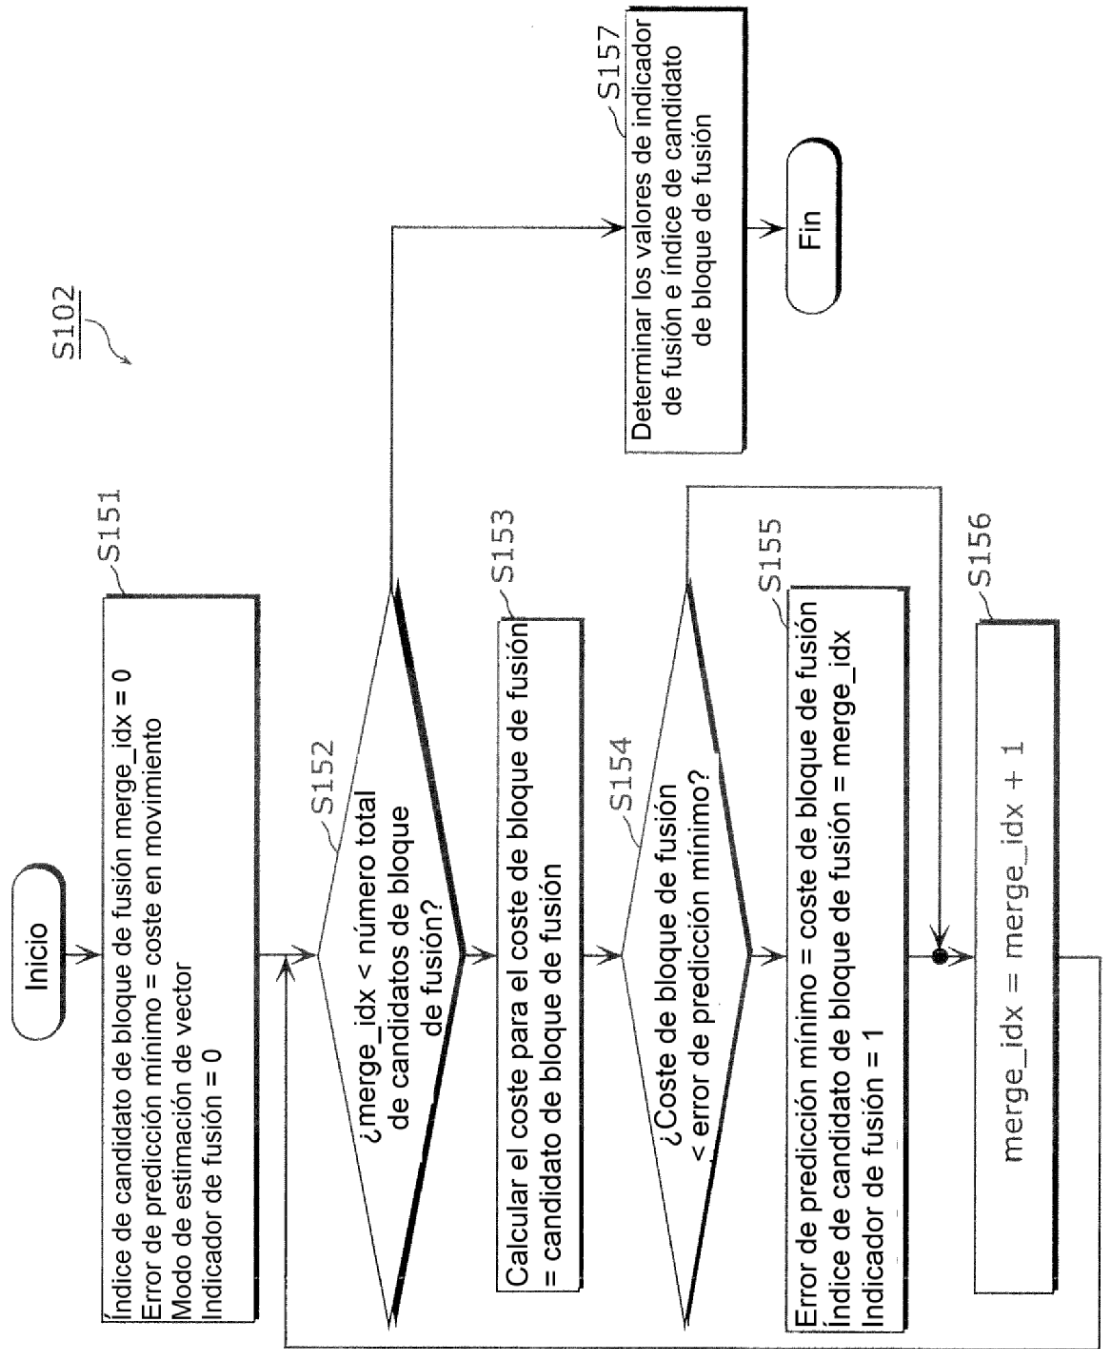 S102
Inicio
S151
Índice de candidato de bloque de fusión merge_idx = 0
Error de predicción mínimo = coste en movimiento
Modo de estimación de vector
Indicador de fusión = 0
S152
¿merge_idx < número total
de candidatos de bloque
de fusión?
S153
Calcular el coste para el coste de bloque de fusión
= candidato de bloque de fusión
S154
¿Coste de bloque de fusión
< error de predicción mínimo?
S155
Error de predicción mínimo = coste de bloque de fusión
Índice de candidato de bloque de fusión = merge_idx
Indicador de fusión = 1
S156
merge_idx = merge_idx + 1
S157
Determinar los valores de indicador
de fusión e índice de candidato
de bloque de fusión
Fin